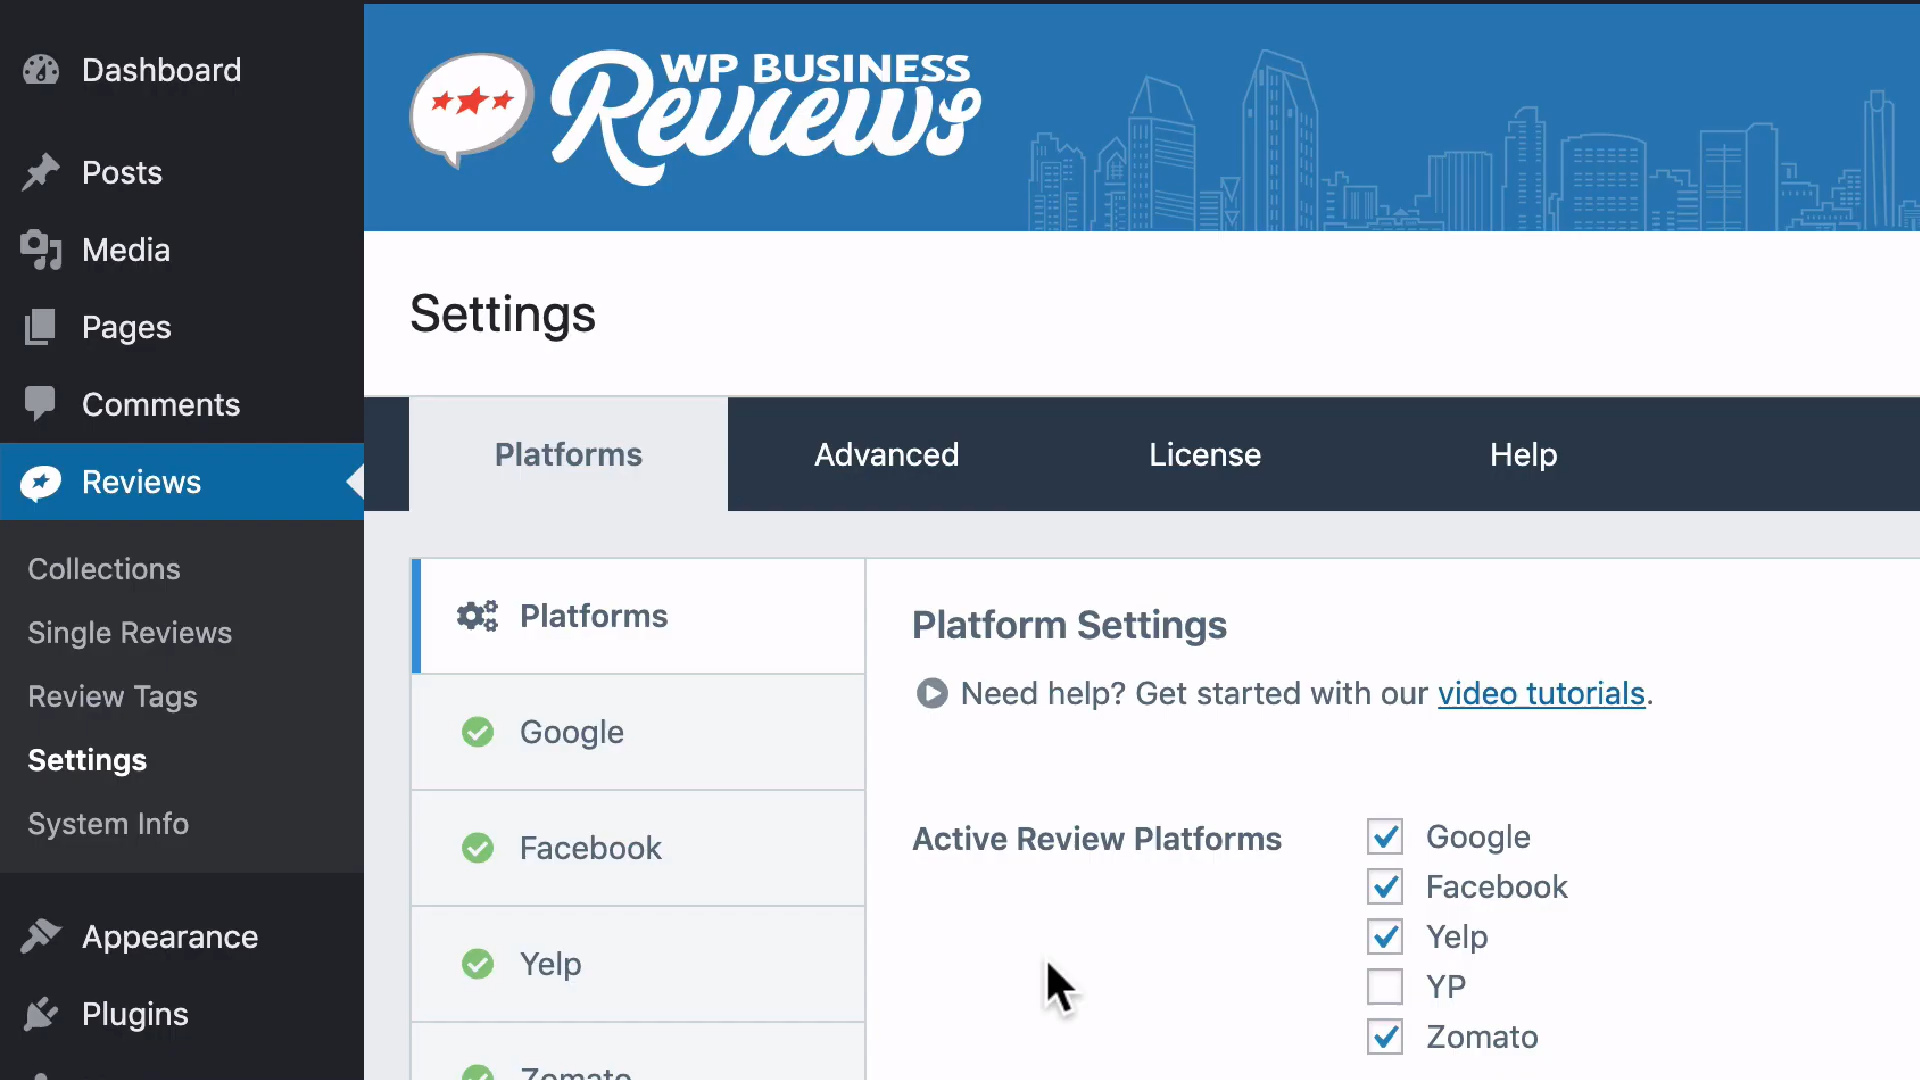 Dashboard
Posts
Media
Pages
Comments
Reviews
Collections
Single Reviews
Review Tags
Settings
System Info
Appearance
Plugins
WP BUSINESS
Reviews
Settings
Platforms
Advanced
License
Help
Platforms
Google
Facebook
Yelp
Zomato
Platform Settings
Need help? Get started with our video tutorials.
Active Review Platforms
Google
Facebook
Yelp
YP
Zomato